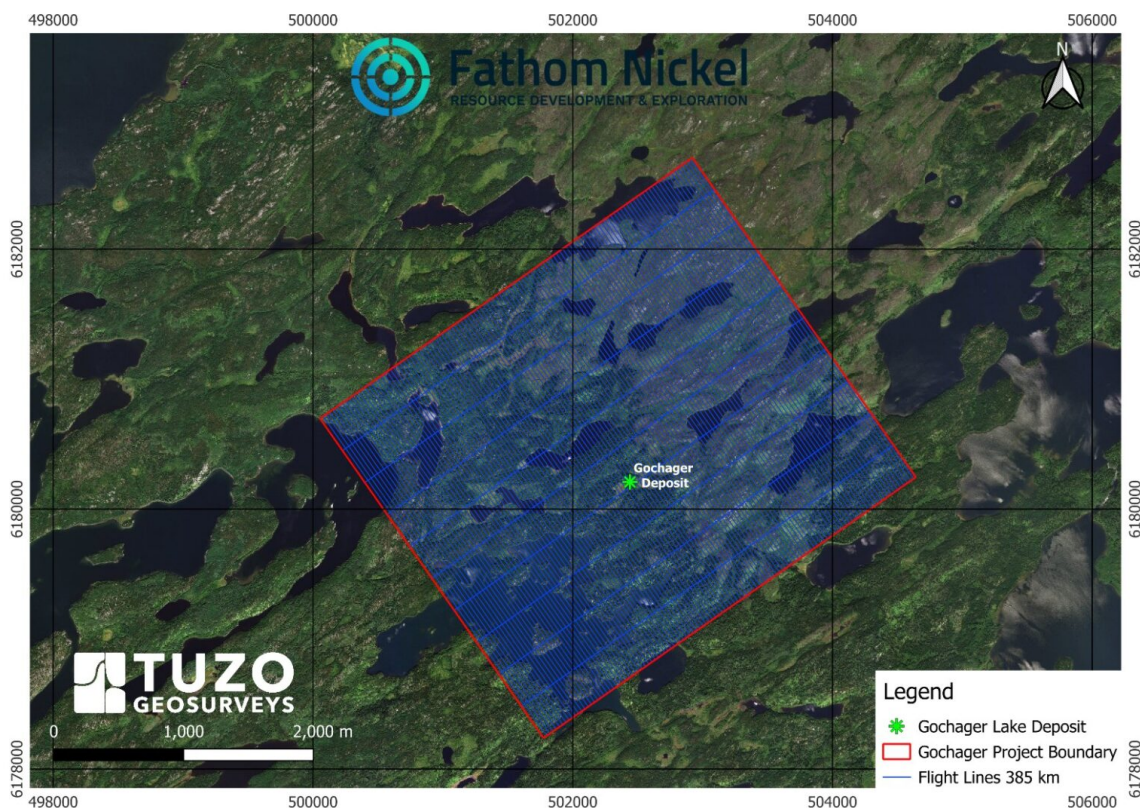 498000 500000 502000 504000 506000
Fathom Nickel
RESOURCE DEVELOPMENT & EXPLORATION
N
6182000 6182000
Gochager
Deposit
6180000 6180000
TUZO
GEOSURVEYS
0 1,000 2,000 m
Legend
Gochager Lake Deposit
Gochager Project Boundary
Flight Lines 385 km
6178000 6178000
498000 500000 502000 504000 506000